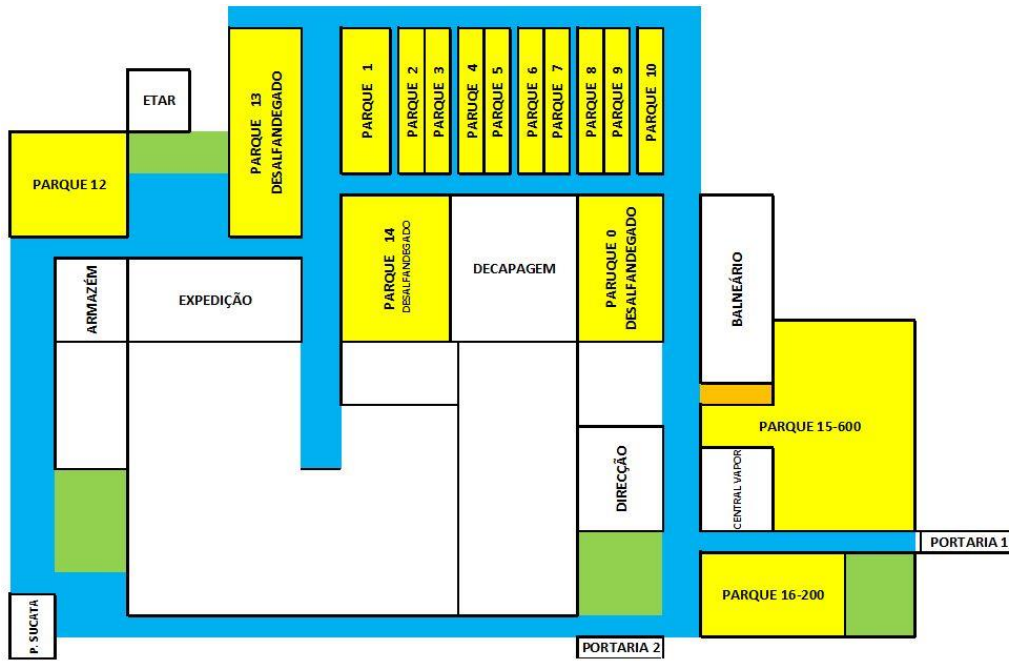 ETAR
PARQUE 12
PARQUE 13
DESALFANDEGADO
PARQUE 1
PARQUE 2
PARQUE 3
PARUQE 4
PARQUE 5
PARQUE 6
PARQUE 7
PARQUE 8
PARQUE 9
PARQUE 10
ARMAZÉM
EXPEDIÇÃO
PARQUE 14
DESALFANDEGADO
DECAPAGEM
PARUQUE 0
DESALFANDEGADO
BALNEÁRIO
PARQUE 15-600
DIRECÇÃO
CENTRAL VAPOR
PORTARIA 1
PARQUE 16-200
P. SUCATA
PORTARIA 2